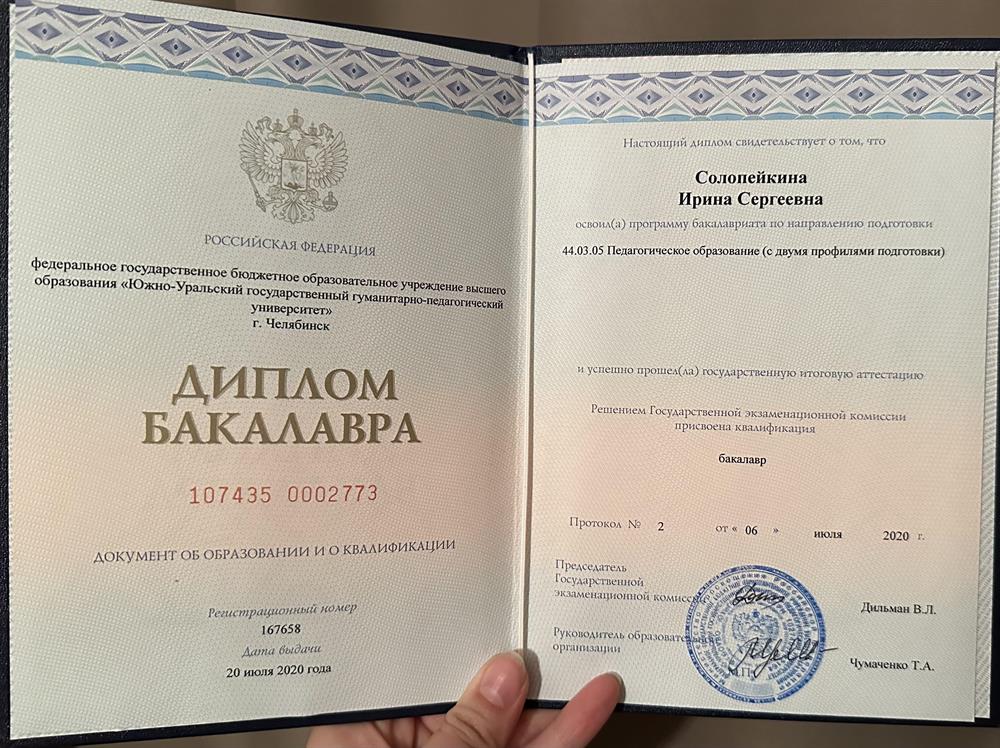 РОССИЙСКАЯ ФЕДЕРАЦИЯ
федеральное государственное бюджетное образовательное учреждение высшего
образования «Южно-Уральский государственный гуманитарно-педагогический
университет»
г. Челябинск
ДИПЛОМ
БАКАЛАВРА
107435 0002773
ДОКУМЕНТ ОБ ОБРАЗОВАНИИ И О КВАЛИФИКАЦИИ
Регистрационный номер
167658
Дата выдачи
20 июля 2020 года
Настоящий диплом свидетельствует о том, что
Солопейкина
Ирина Сергеевна
освоил(а) программу бакалавриата по направлению подготовки
44.03.05 Педагогическое образование (с двумя профилями подготовки)
и успешно прошел(ла) государственную итоговую аттестацию
Решением Государственной экзаменационной комиссии
присвоена квалификация
бакалавр
Протокол № 2 от « 06 » июля 2020 г.
Председатель
Государственной
экзаменационной комиссии
Дильман В.Л.
Руководитель образовательной
организации
Чумаченко Т.А.
М.П.